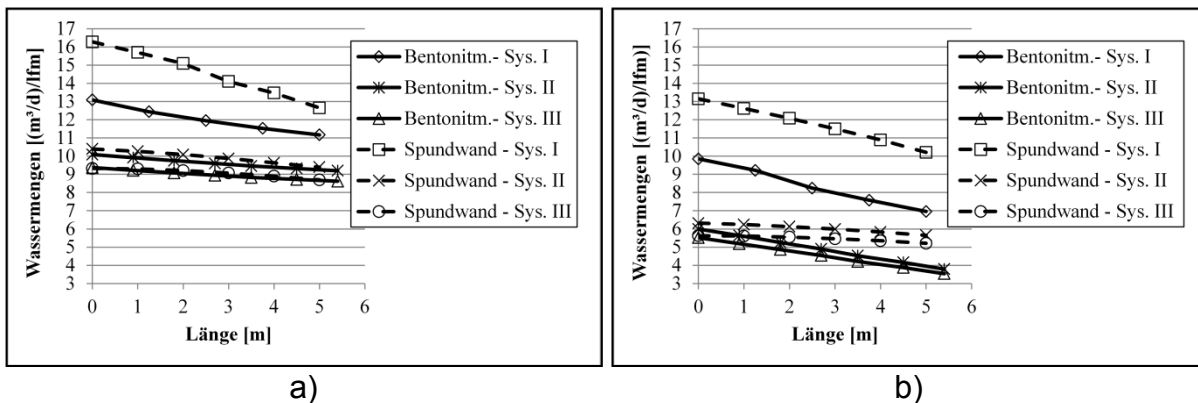 17
16
15
14
13
12
11
10
9
8
7
6
5
4
3
Wassermengen [(m³/d)/lfm]
0 1 2 3 4 5 6
Länge [m]
Bentonitm.- Sys. I
Bentonitm.- Sys. II
Bentonitm.- Sys. III
Spundwand - Sys. I
Spundwand - Sys. II
Spundwand - Sys. III
a)
17
16
15
14
13
12
11
10
9
8
7
6
5
4
3
Wassermengen [(m³/d)/lfm)]
0 1 2 3 4 5 6
Länge [m]
Bentonitm.- Sys. I
Bentonitm.- Sys. II
Bentonitm.- Sys. III
Spundwand - Sys. I
Spundwand - Sys. II
Spundwand - Sys. III
b)